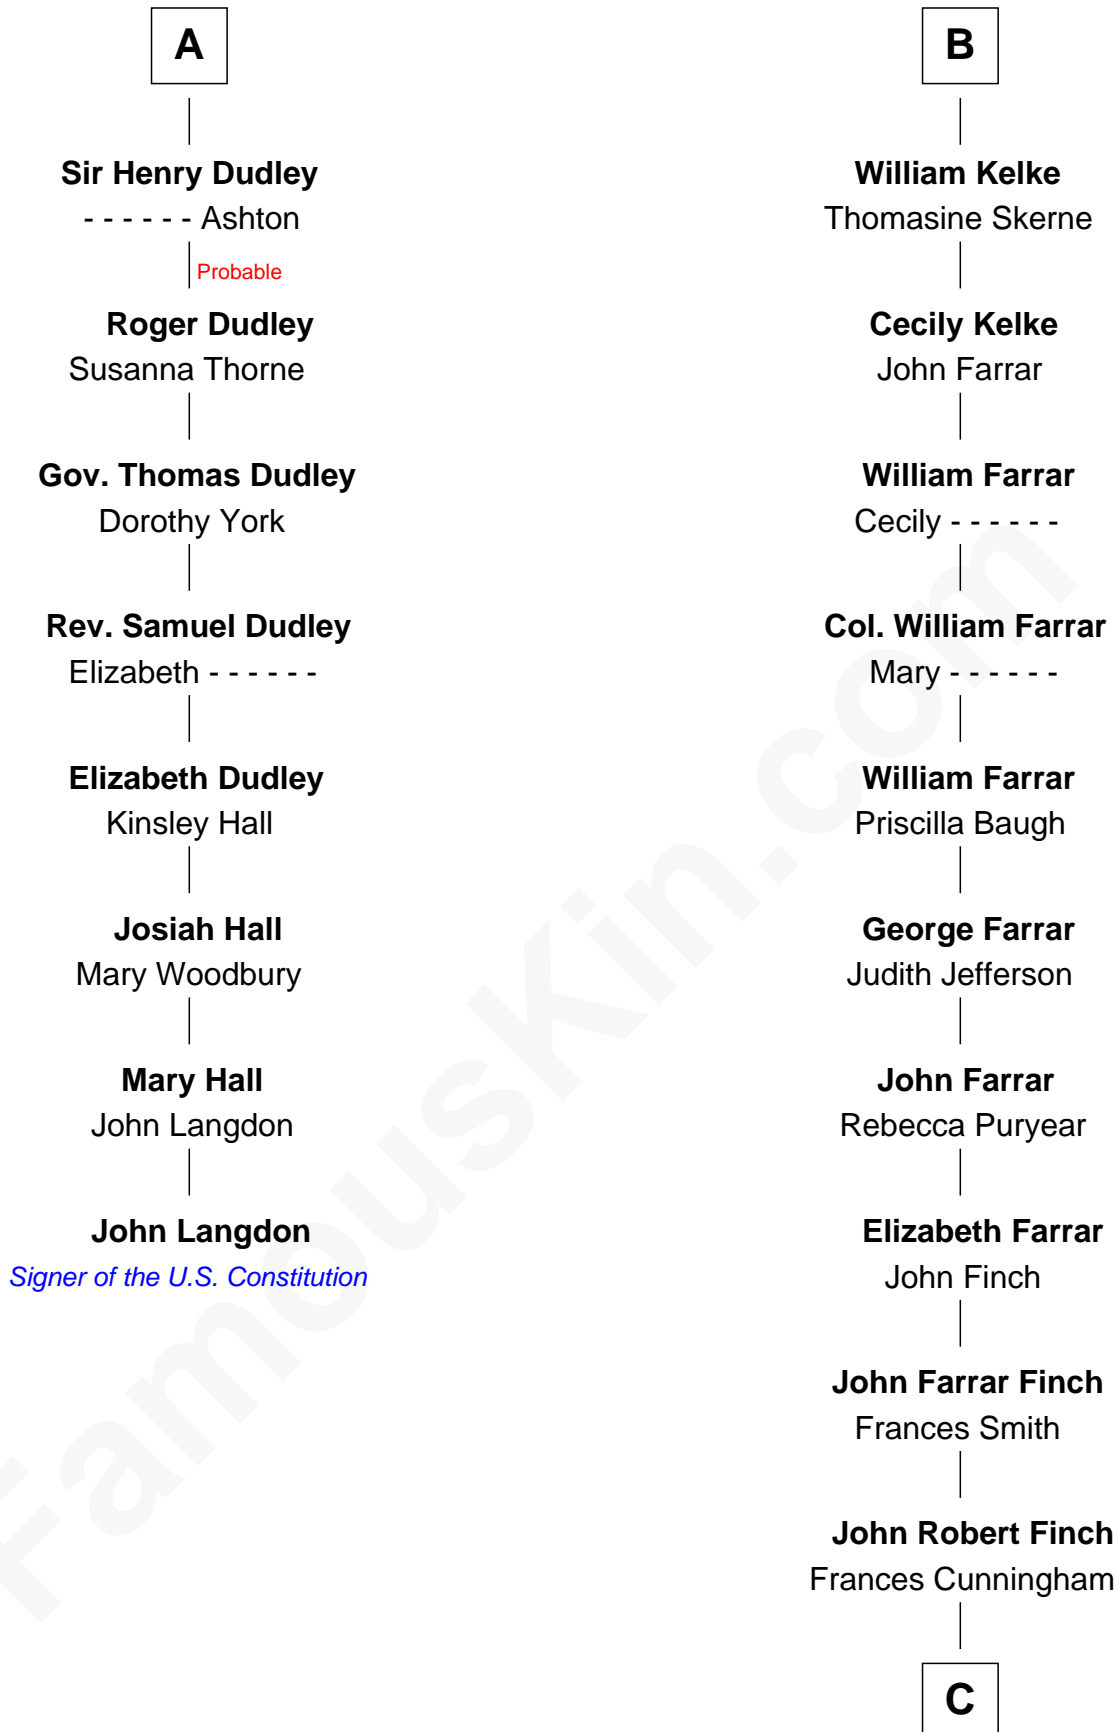 A
Sir Henry Dudley
- - - - - - Ashton
Probable
Roger Dudley
Susanna Thorne
Gov. Thomas Dudley
Dorothy York
Rev. Samuel Dudley
Elizabeth - - - - - -
Elizabeth Dudley
Kinsley Hall
Josiah Hall
Mary Woodbury
Mary Hall
John Langdon
John Langdon
Signer of the U.S. Constitution
B
William Kelke
Thomasine Skerne
Cecily Kelke
John Farrar
William Farrar
Cecily - - - - - -
Col. William Farrar
Mary - - - - - -
William Farrar
Priscilla Baugh
George Farrar
Judith Jefferson
John Farrar
Rebecca Puryear
Elizabeth Farrar
John Finch
John Farrar Finch
Frances Smith
John Robert Finch
Frances Cunningham
C
FamousKin.com